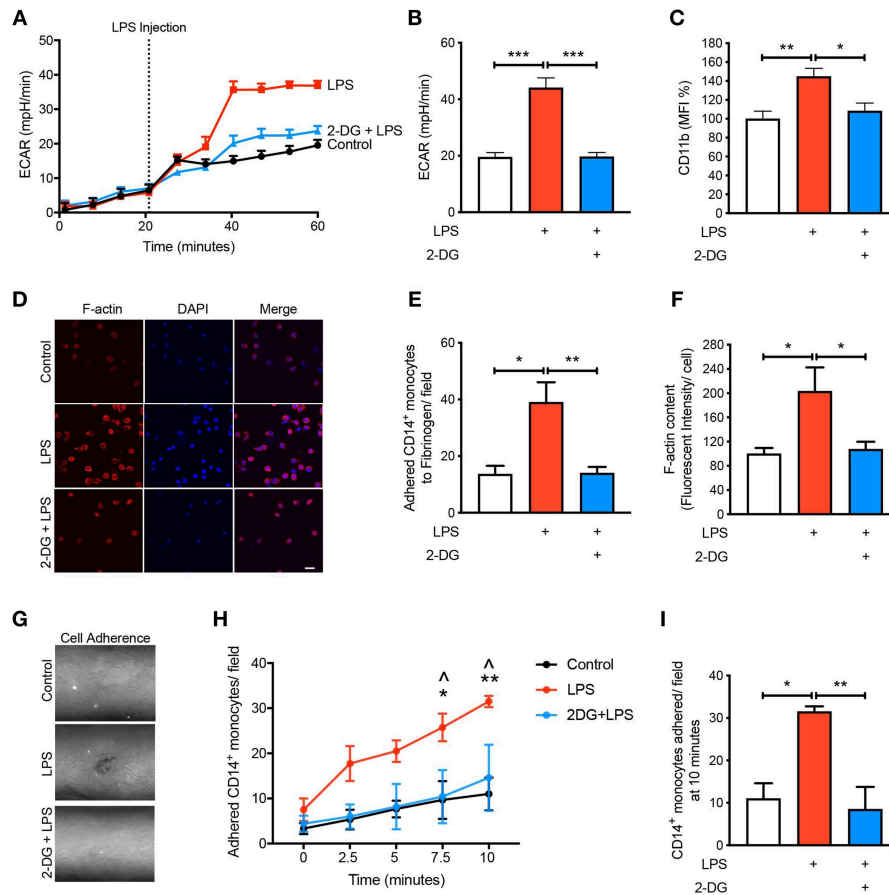 A
LPS Injection
ECAR (mpH/min)
50
40
30
20
10
0
0
20
40
60
Time (minutes)
LPS
2-DG + LPS
Control
B
ECAR (mpH/min)
60
40
20
0
***
***
LPS
+
+
2-DG
+
C
CD11b (MFI %)
180
160
140
120
100
80
60
40
20
0
**
*
LPS
+
+
2-DG
+
D
F-actin
DAPI
Merge
Control
LPS
2-DG + LPS
E
Adhered CD14⁺ monocytes
to Fibrinogen/ field
60
40
20
0
*
**
LPS
+
+
2-DG
+
F
F-actin content
(Fluorescent Intensity/ cell)
280
240
200
160
120
80
40
0
*
*
LPS
+
+
2-DG
+
G
Cell Adherence
Control
LPS
2-DG + LPS
H
Adhered CD14⁺ monocytes/ field
40
30
20
10
0
0
2.5
5
7.5
10
Time (minutes)
^
*
^
**
Control
LPS
2DG+LPS
I
CD14⁺ monocytes adhered/ field
at 10 minutes
40
30
20
10
0
*
**
LPS
+
+
2-DG
+